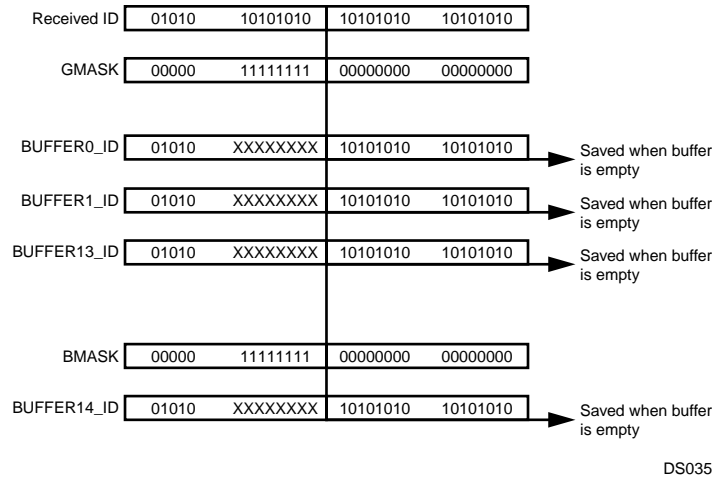 Received ID 01010 10101010 10101010 10101010
GMASK 00000 11111111 00000000 00000000
BUFFER0_ID 01010 XXXXXXXX 10101010 10101010
Saved when buffer
is empty
BUFFER1_ID 01010 XXXXXXXX 10101010 10101010
Saved when buffer
is empty
BUFFER13_ID 01010 XXXXXXXX 10101010 10101010
Saved when buffer
is empty
BMASK 00000 11111111 00000000 00000000
BUFFER14_ID 01010 XXXXXXXX 10101010 10101010
Saved when buffer
is empty
DS035